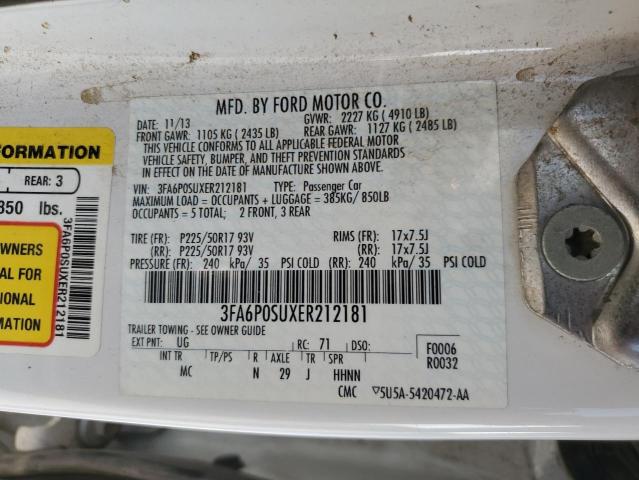 MFD. BY FORD MOTOR CO.
DATE: 11/13 GVWR: 2227 KG ( 4910 LB)
FRONT GAWR: 1105 KG ( 2435 LB) REAR GAWR: 1127 KG ( 2485 LB)
THIS VEHICLE CONFORMS TO ALL APPLICABLE FEDERAL MOTOR
VEHICLE SAFETY, BUMPER, AND THEFT PREVENTION STANDARDS
IN EFFECT ON THE DATE OF MANUFACTURE SHOWN ABOVE.
VIN: 3FA6P0SUXER212181 TYPE: Passenger Car
MAXIMUM LOAD = OCCUPANTS + LUGGAGE = 385KG/ 850LB
OCCUPANTS = 5 TOTAL; 2 FRONT, 3 REAR
TIRE (FR): P225/50R17 93V RIMS (FR): 17x7.5J
(RR): P225/50R17 93V (RR): 17x7.5J
PRESSURE (FR): 240 kPa/ 35 PSI COLD (RR): 240 kPa/ 35 PSI COLD
3FA6P0SUXER212181
TRAILER TOWING - SEE OWNER GUIDE
EXT PNT: UG RC: 71 DSO: F0006
R0032
INT TR TP/PS R AXLE TR SPR
MC N 29 J HHNN
CMC 5U5A-5420472-AA
FORMATION
REAR: 3
850 lbs.
WNERS
AL FOR
IONAL
MATION
3FA6P0SUXER212181